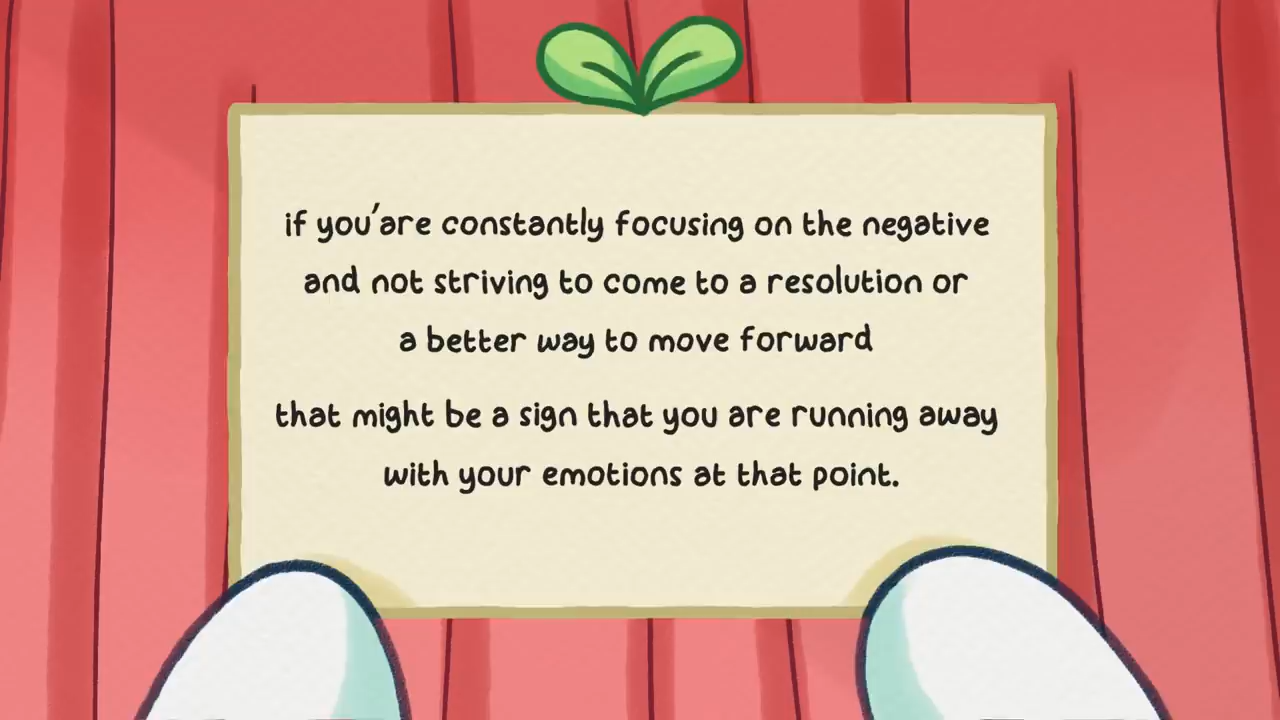 if you'are constantly focusing on the negative
and not striving to come to a resolution or
a better way to move forward
that might be a sign that you are running away
with your emotions at that point.